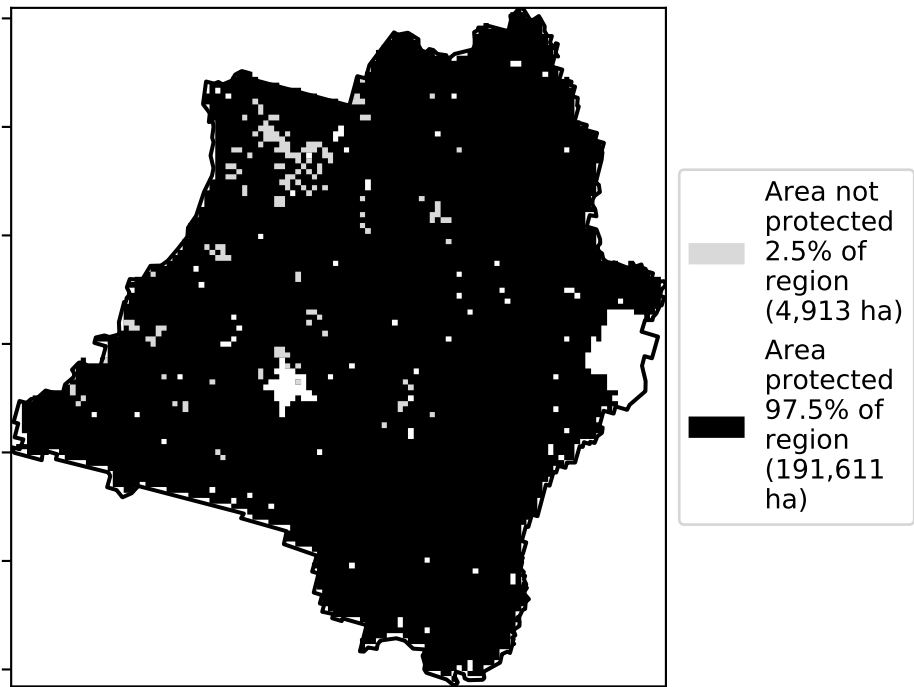 Area not
protected
2.5% of
region
(4,913 ha)
Area
protected
97.5% of
region
(191,611
ha)